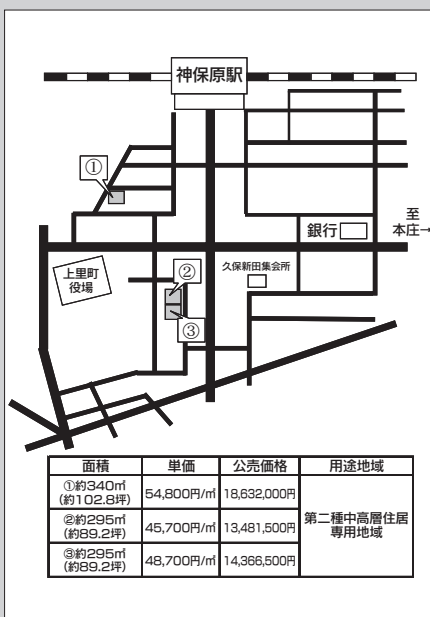 神保原駅
①
銀行
至
本庄→
上里町
役場
②
久保新田集会所
③
面積 単価 公売価格 用途地域
①約340㎡
(約102.8坪) 54,800円/㎡ 18,632,000円
②約295㎡
(約89.2坪) 45,700円/㎡ 13,481,500円
第二種中高層住居
専用地域
③約295㎡
(約89.2坪) 48,700円/㎡ 14,366,500円